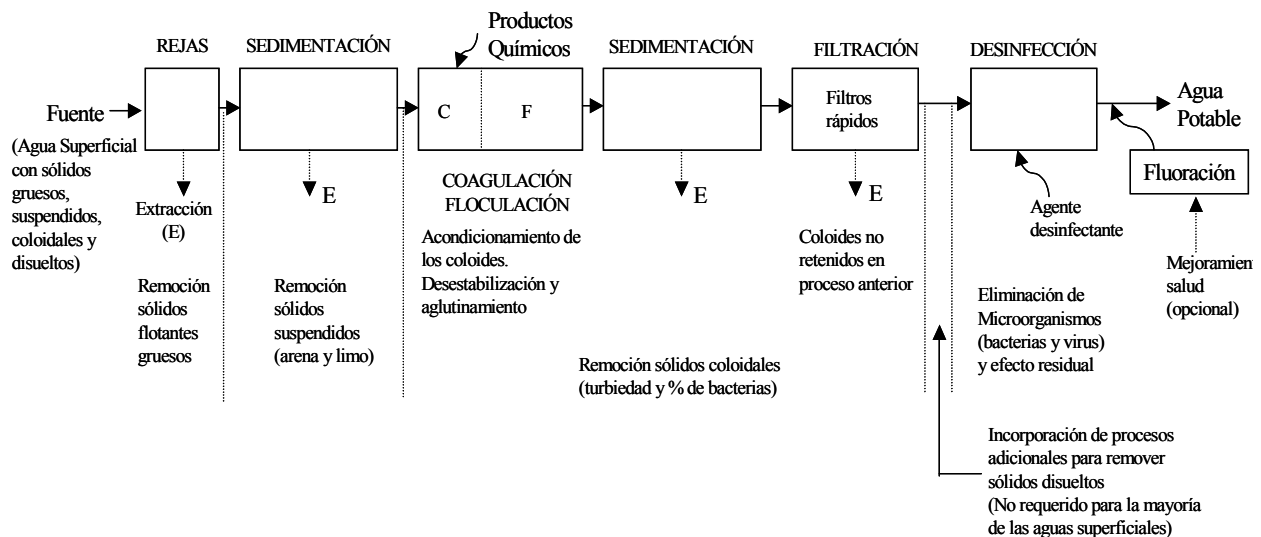 Productos
Químicos
REJAS
SEDIMENTACIÓN
SEDIMENTACIÓN
FILTRACIÓN
DESINFECCIÓN
Fuente
(Agua Superficial
con sólidos
gruesos,
suspendidos,
coloidales y
disueltos)
C
F
Filtros
rápidos
Agua
Potable
Fluoración
Extracción
(E)
E
COAGULACIÓN
FLOCULACIÓN
E
E
Agente
desinfectante
Remoción
sólidos
flotantes
gruesos
Remoción
sólidos
suspendidos
(arena y limo)
Acondicionamiento de
los coloides.
Desestabilización y
aglutinamiento
Coloides no
retenidos en
proceso anterior
Eliminación de
Microorganismos
(bacterias y virus)
y efecto residual
Mejoramien
salud
(opcional)
Remoción sólidos coloidales
(turbiedad y % de bacterias)
Incorporación de procesos
adicionales para remover
sólidos disueltos
(No requerido para la mayoría
de las aguas superficiales)